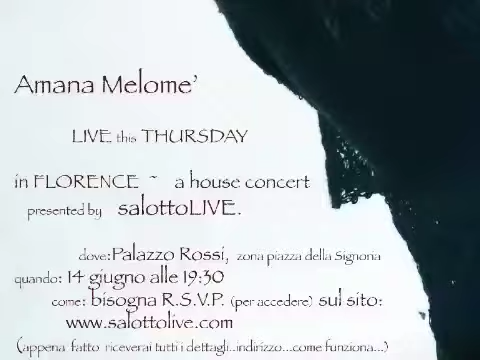 Amana Melome'
LIVE this THURSDAY
in FLORENCE ~ a house concert
presented by salottoLIVE.
dove:Palazzo Rossi, zona piazza della signoria
quando: 14 giugno alle 19:30
come: bisogna R.S.V.P. (per accedere) sul sito:
www.salottolive.com
(appena fatto riceverai tutti i dettagli..indirizzo...come funziona...)